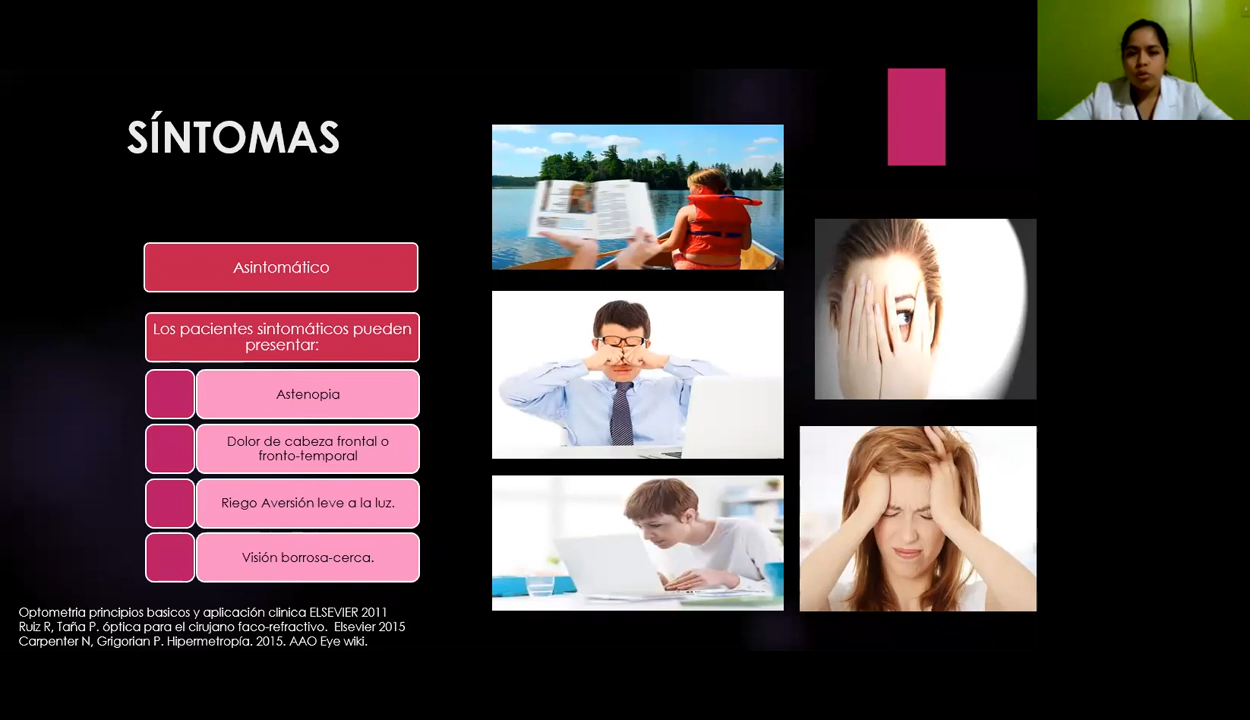 SÍNTOMAS
Asintomático
Los pacientes sintomáticos pueden
presentar:
Astenopia
Dolor de cabeza frontal o
fronto-temporal
Riego Aversión leve a la luz.
Visión borrosa-cerca.
Optometria principios basicos y aplicación clinica ELSEVIER 2011
Ruiz R, Taña P. óptica para el cirujano faco-refractivo. Elsevier 2015
Carpenter N, Grigorian P. Hipermetropía. 2015. AAO Eye wiki.